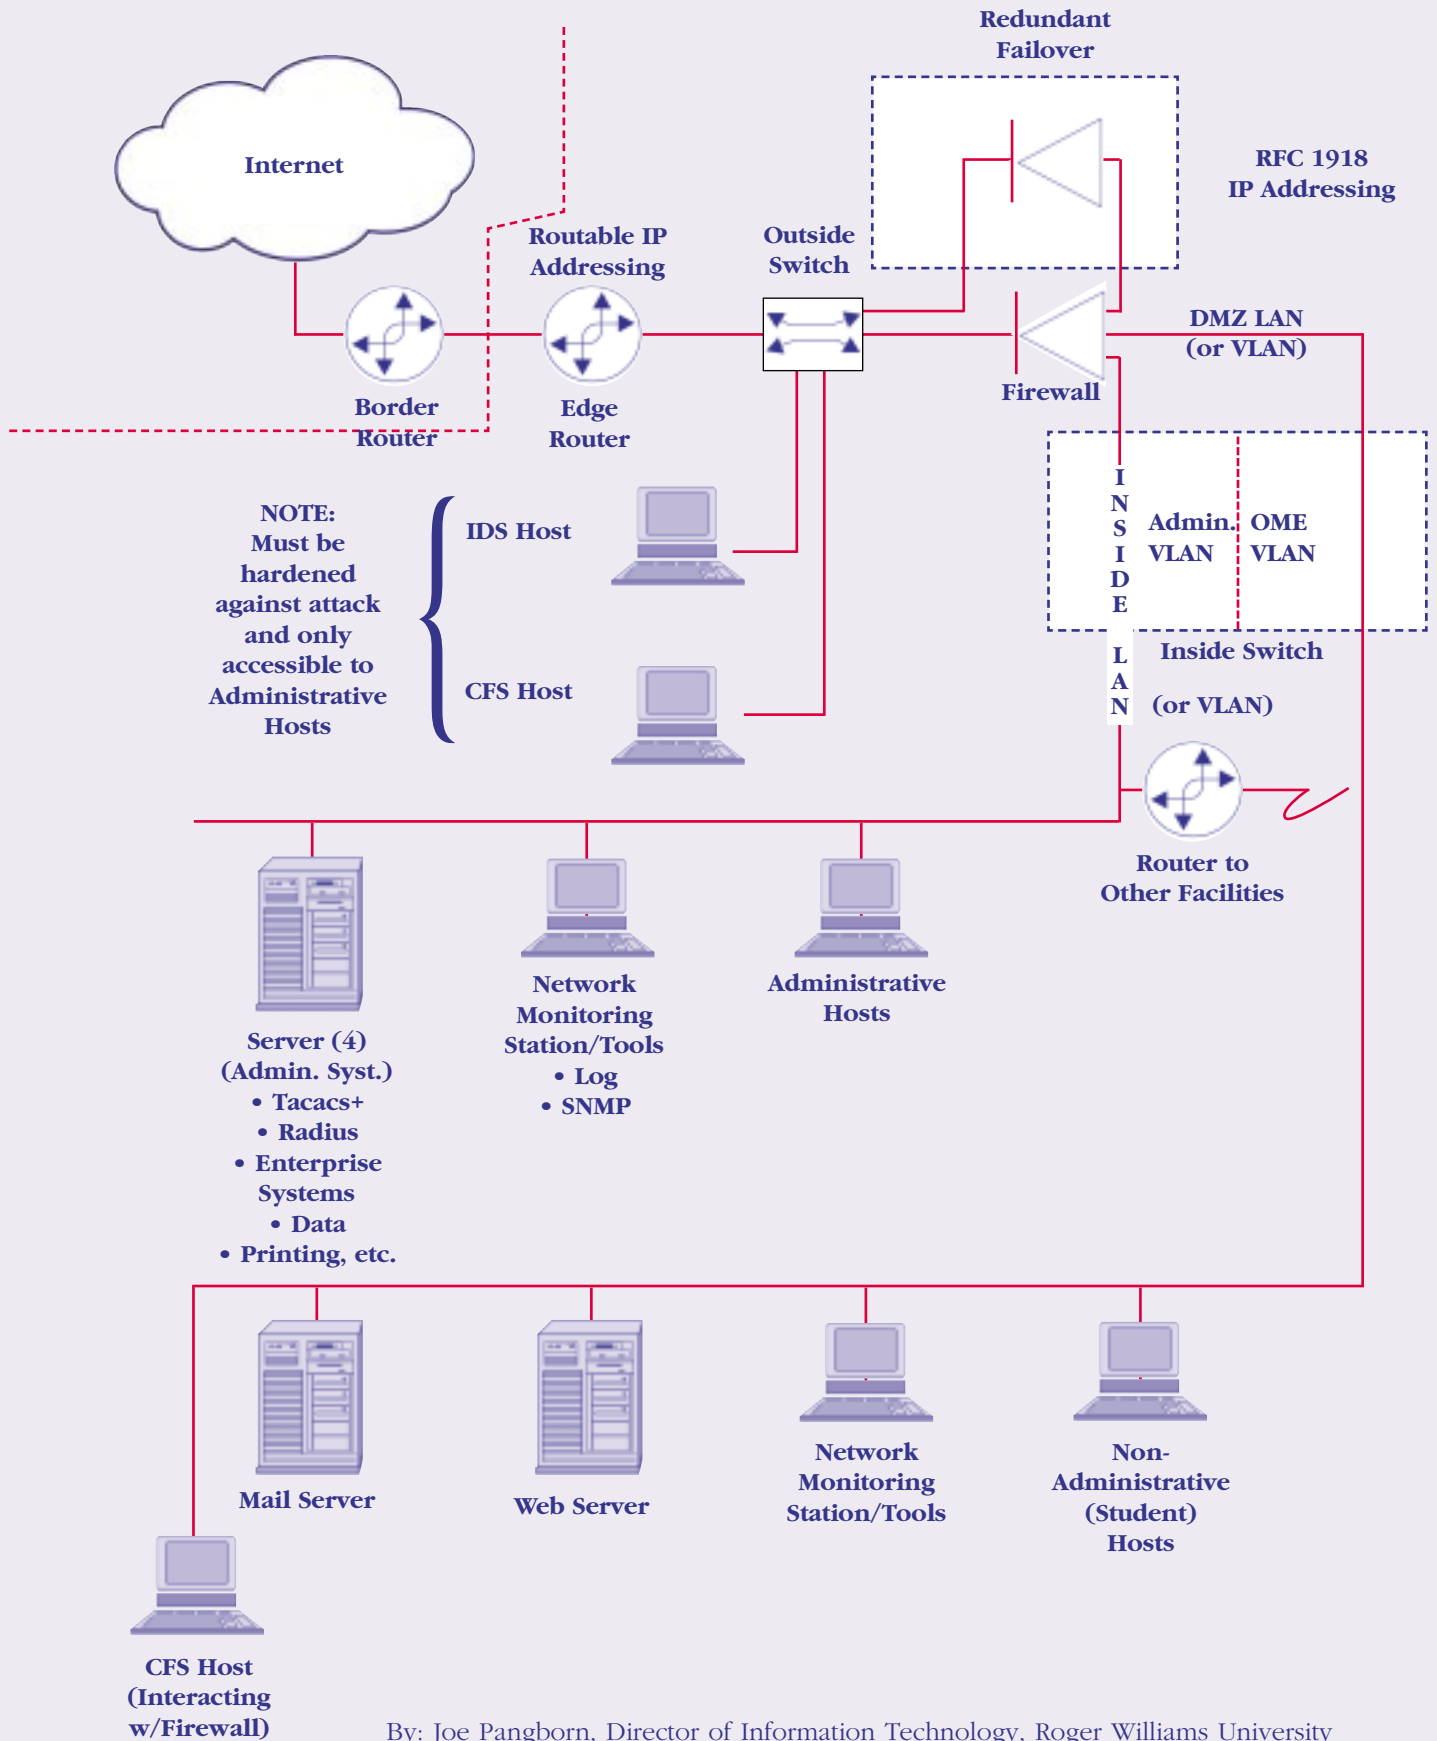 Redundant
Failover
Internet
RFC 1918
IP Addressing
Routable IP
Addressing
Outside
Switch
DMZ LAN
(or VLAN)
Firewall
Border
Router
Edge
Router
NOTE:
Must be
hardened
against attack
and only
accessible to
Administrative
Hosts
IDS Host
CFS Host
INSIDE LAN
Admin.
VLAN
OME
VLAN
Inside Switch
(or VLAN)
Router to
Other Facilities
Server (4)
(Admin. Syst.)
• Tacacs+
• Radius
• Enterprise
Systems
• Data
• Printing, etc.
Network
Monitoring
Station/Tools
• Log
• SNMP
Administrative
Hosts
Mail Server
Web Server
Network
Monitoring
Station/Tools
Non-
Administrative
(Student)
Hosts
CFS Host
(Interacting
w/Firewall)
By: Joe Pangborn, Director of Information Technology, Roger Williams University